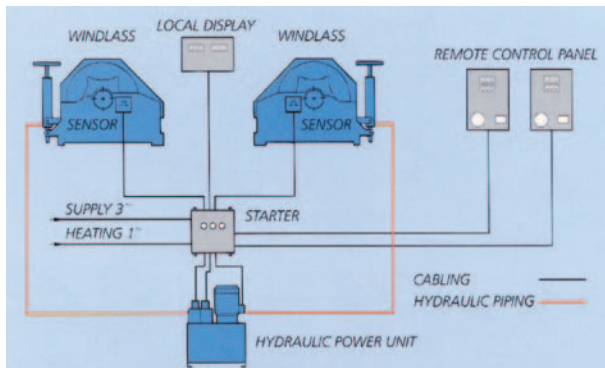 WINDLASS
LOCAL DISPLAY
WINDLASS
REMOTE CONTROL PANEL
SENSOR
SENSOR
SUPPLY 3~
STARTER
HEATING 1~
CABLING
HYDRAULIC PIPING
HYDRAULIC POWER UNIT